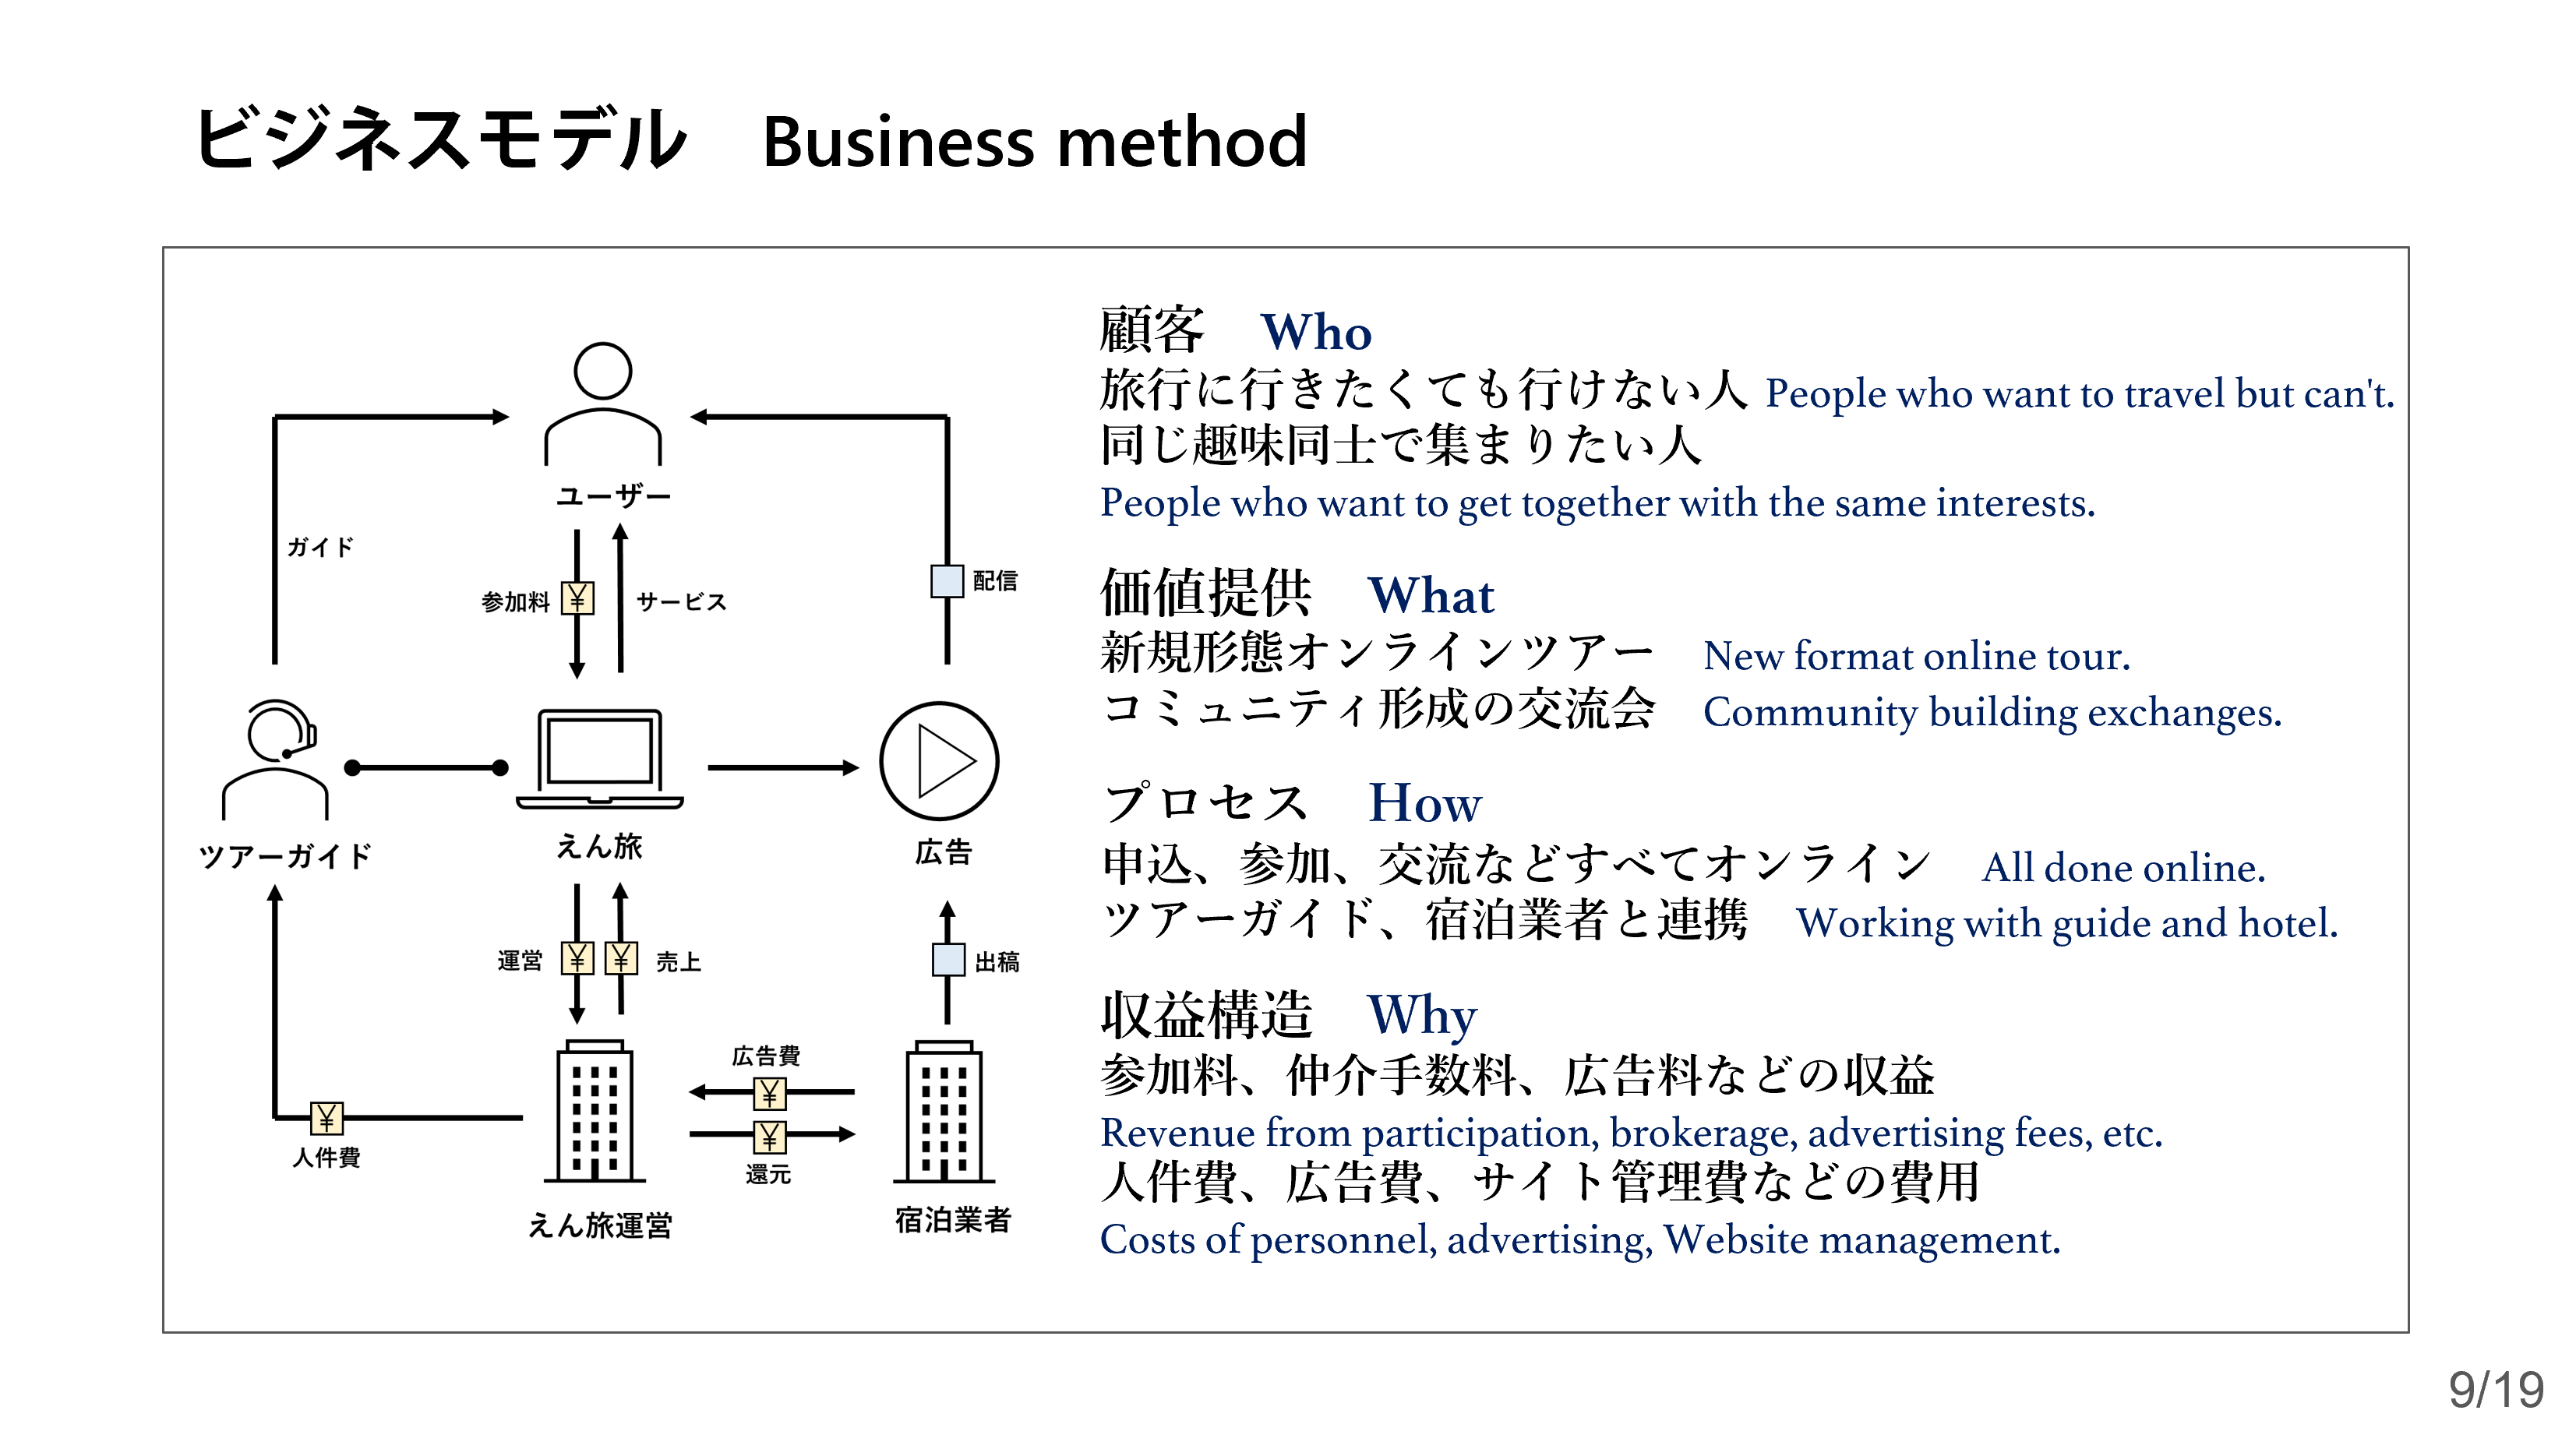 ビジネスモデル　Business method
ユーザー
ガイド
参加料 ¥ サービス
配信
ツアーガイド
えん旅
広告
運営 ¥ ¥ 売上
出稿
広告費
¥
¥
還元
¥
人件費
えん旅運営
宿泊業者
顧客　Who
旅行に行きたくても行けない人 People who want to travel but can't.
同じ趣味同士で集まりたい人
People who want to get together with the same interests.
価値提供　What
新規形態オンラインツアー　New format online tour.
コミュニティ形成の交流会　Community building exchanges.
プロセス　How
申込、参加、交流などすべてオンライン　All done online.
ツアーガイド、宿泊業者と連携　Working with guide and hotel.
収益構造　Why
参加料、仲介手数料、広告料などの収益
Revenue from participation, brokerage, advertising fees, etc.
人件費、広告費、サイト管理費などの費用
Costs of personnel, advertising, Website management.
9/19